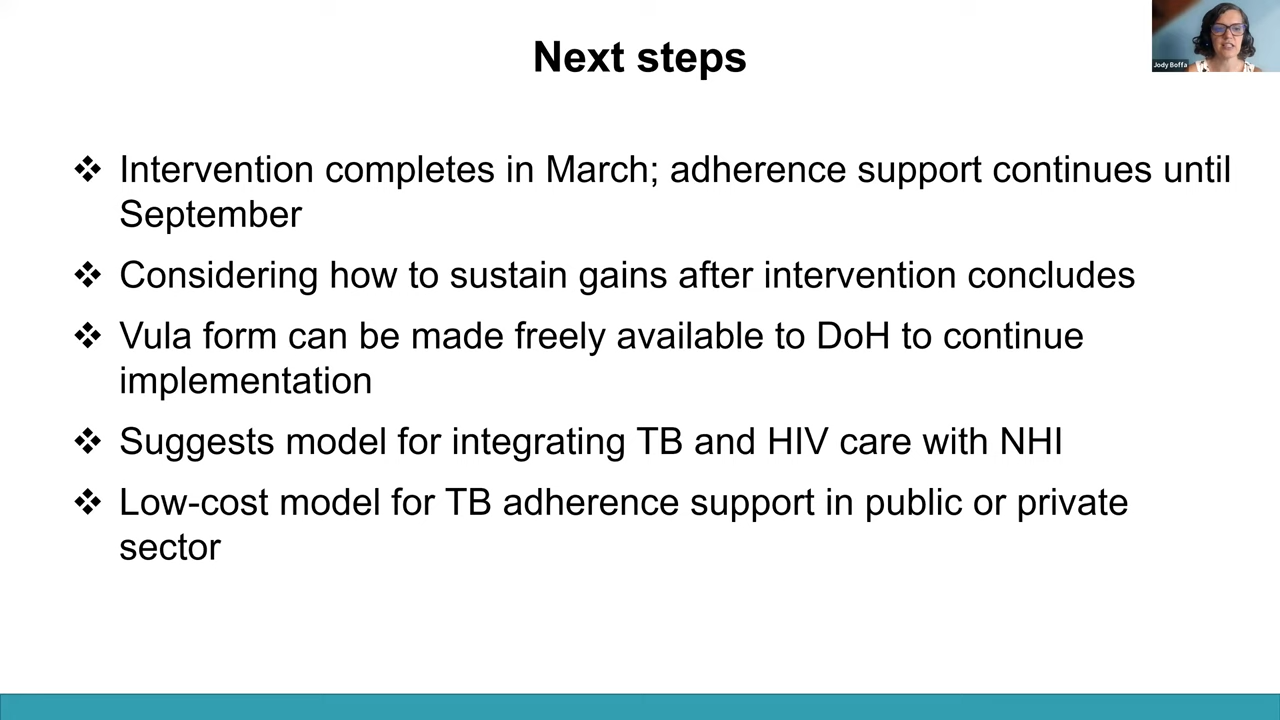 Next steps
Jody Boffa
❖ Intervention completes in March; adherence support continues until
September
❖ Considering how to sustain gains after intervention concludes
❖ Vula form can be made freely available to DoH to continue
implementation
❖ Suggests model for integrating TB and HIV care with NHI
❖ Low-cost model for TB adherence support in public or private
sector